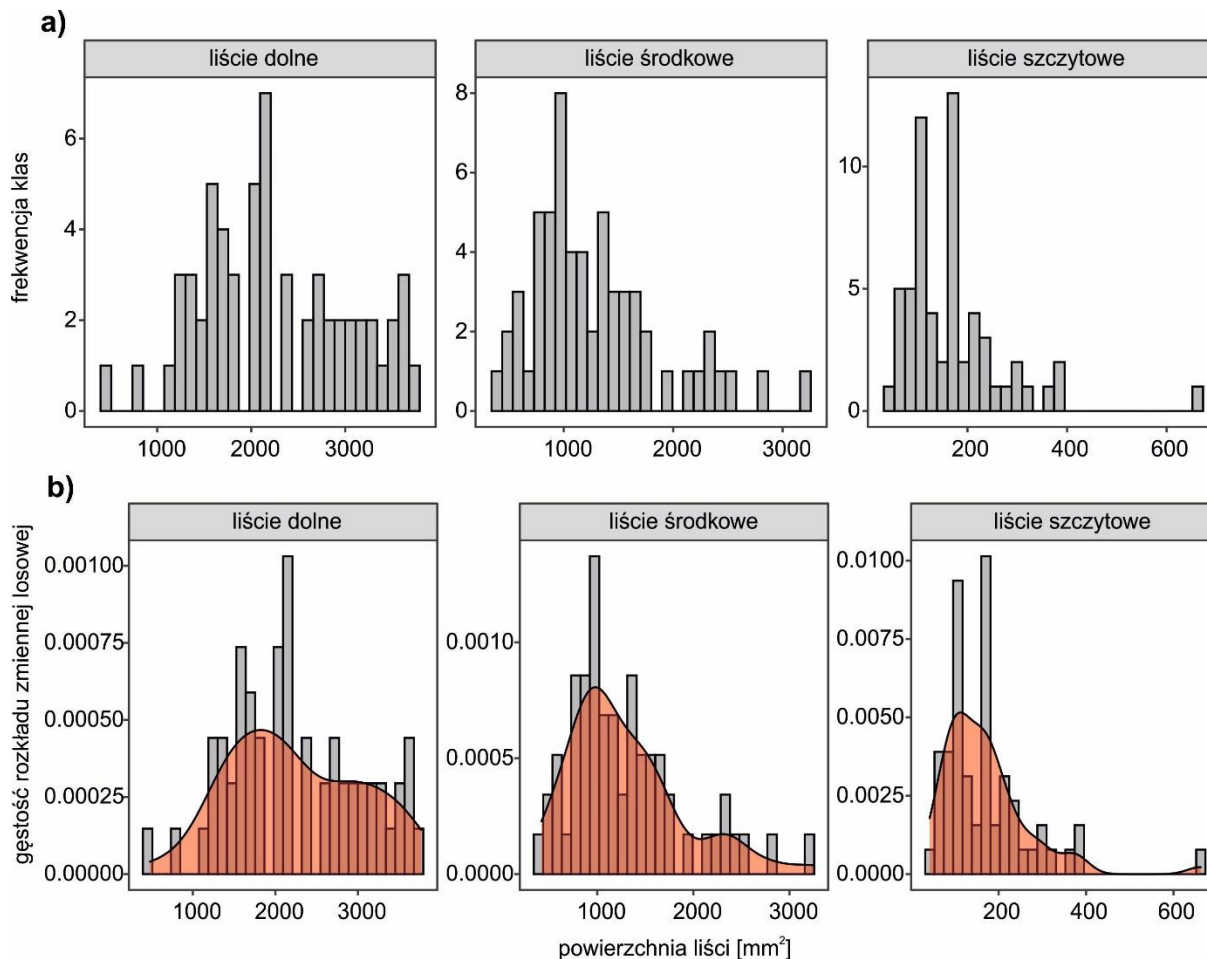 a)
liście dolne
liście środkowe
liście szczytowe
frekwencja klas
6
4
2
0
8
6
4
2
0
10
5
0
1000 2000 3000
1000 2000 3000
200 400 600
b)
liście dolne
liście środkowe
liście szczytowe
gęstość rozkładu zmiennej losowej
0.00100
0.00075
0.00050
0.00025
0.00000
0.0010
0.0005
0.0000
0.0100
0.0075
0.0050
0.0025
0.0000
1000 2000 3000
1000 2000 3000
200 400 600
powierzchnia liści [mm²]